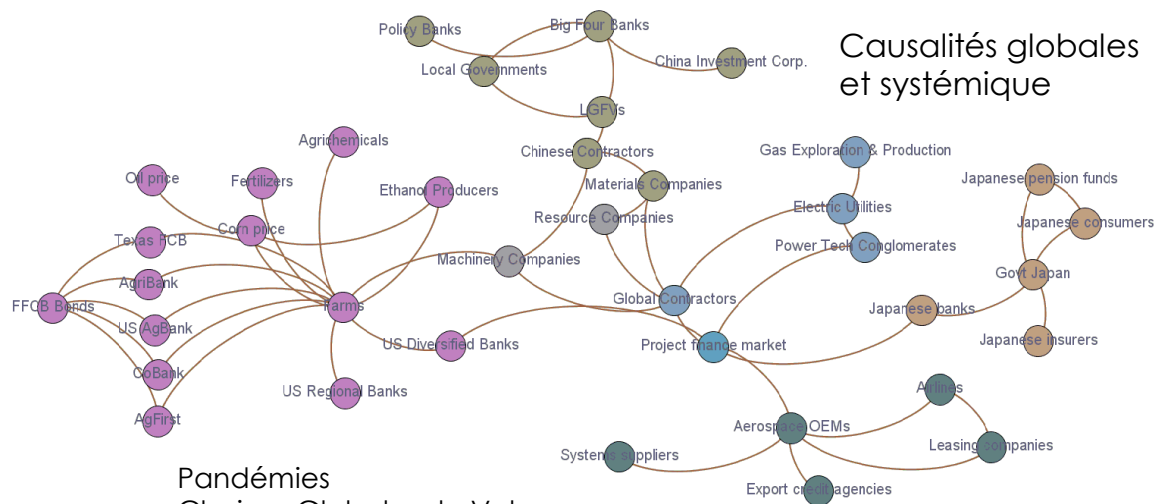 Causalités globales
et systémique
Policy Banks
Big Four Banks
Local Governments
China Investment Corp.
LGFVs
Chinese Contractors
Materials Companies
Resource Companies
Machinery Companies
Gas Exploration & Production
Electric Utilities
Power Tech Conglomerates
Japanese pension funds
Japanese consumers
Govt Japan
Japanese banks
Japanese insurers
Agrichemicals
Oil price
Fertilizers
Ethanol Producers
Corn price
Texas FCB
AgriBank
FFCB Bonds
US AgBank
CoBank
AgFirst
Farms
US Diversified Banks
US Regional Banks
Global Contractors
Project finance market
Airlines
Aerospace OEMs
Leasing companies
Systems suppliers
Export credit agencies
Pandémies